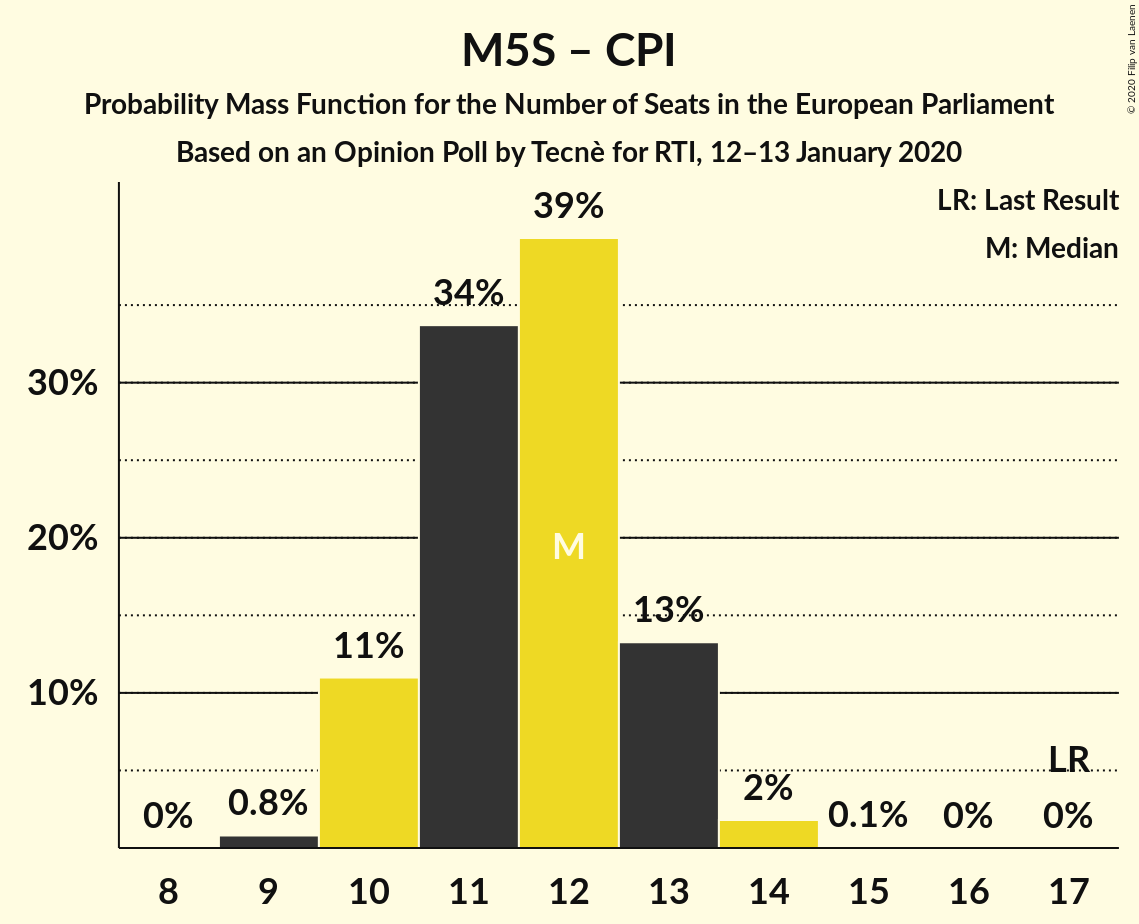 M5S – CPI
Probability Mass Function for the Number of Seats in the European Parliament
Based on an Opinion Poll by Tecnè for RTI, 12–13 January 2020
© 2020 Filip van Laenen
LR: Last Result
M: Median
39%
34%
30%
20%
M
13%
11%
10%
LR
0%
0.8%
2%
0.1%
0%
0%
8 9 10 11 12 13 14 15 16 17